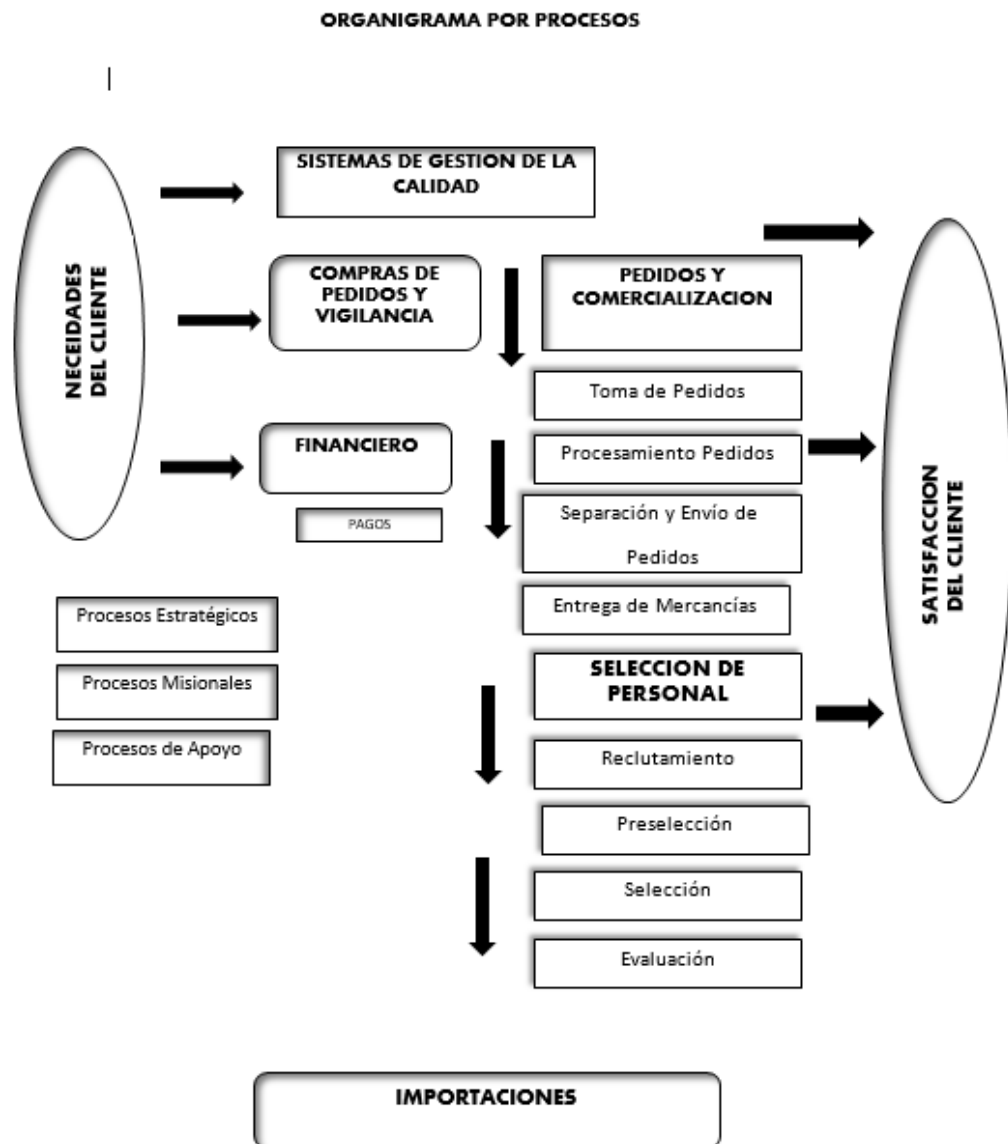 ORGANIGRAMA POR PROCESOS
SISTEMAS DE GESTION DE LA
CALIDAD
NECEIDADES
DEL CLIENTE
COMPRAS DE
PEDIDOS Y
VIGILANCIA
PEDIDOS Y
COMERCIALIZACION
Toma de Pedidos
FINANCIERO
Procesamiento Pedidos
PAGOS
Separación y Envío de
Pedidos
SATISFACCION
DEL CLIENTE
Procesos Estratégicos
Entrega de Mercancías
Procesos Misionales
SELECCION DE
PERSONAL
Procesos de Apoyo
Reclutamiento
Preselección
Selección
Evaluación
IMPORTACIONES